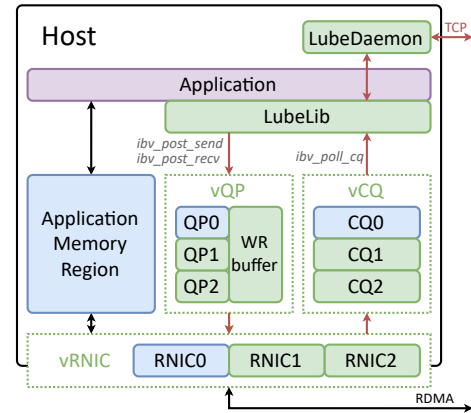 Host
LubeDaemon
TCP
Application
LubeLib
ibv_post_send
ibv_post_recv
ibv_poll_cq
Application
Memory
Region
vQP
QP0
QP1
QP2
WR
buffer
vCQ
CQ0
CQ1
CQ2
vRNIC
RNIC0
RNIC1
RNIC2
RDMA